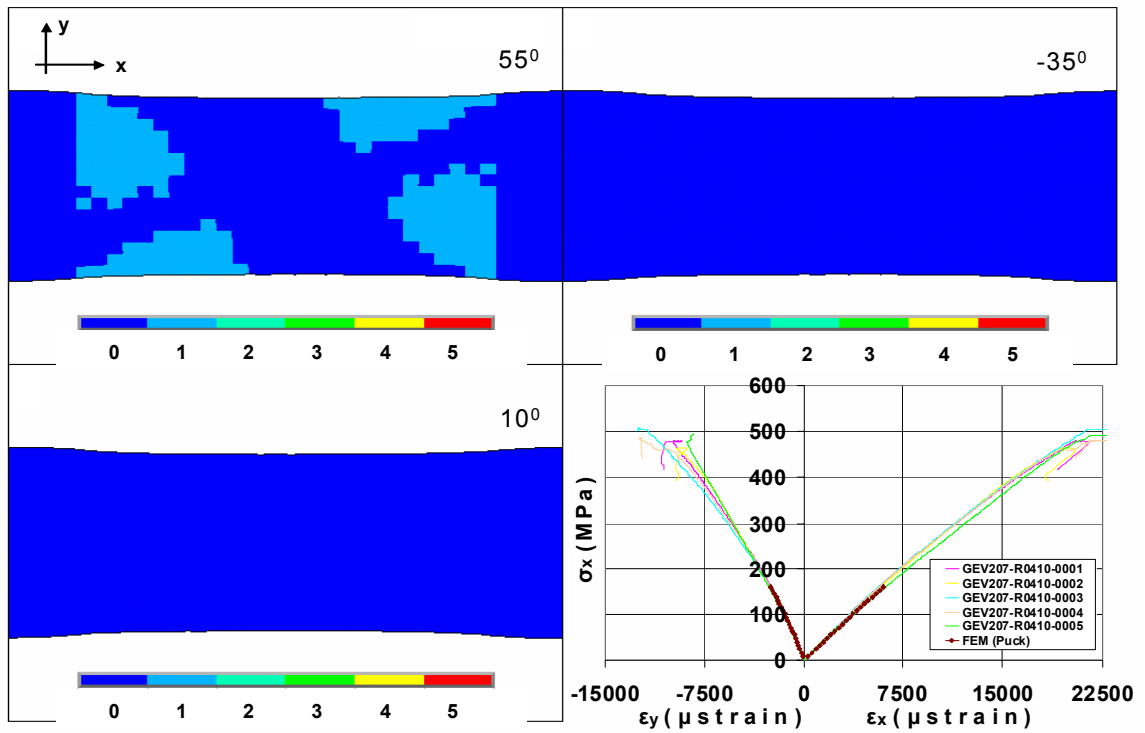 y
x
55⁰
-35⁰
0 1 2 3 4 5
0 1 2 3 4 5
10⁰
0 1 2 3 4 5
600
500
400
300
200
100
0
σx (MPa)
GEV207-R0410-0001
GEV207-R0410-0002
GEV207-R0410-0003
GEV207-R0410-0004
GEV207-R0410-0005
FEM (Puck)
-15000 -7500 0 7500 15000 22500
εy (μstrain) εx (μstrain)